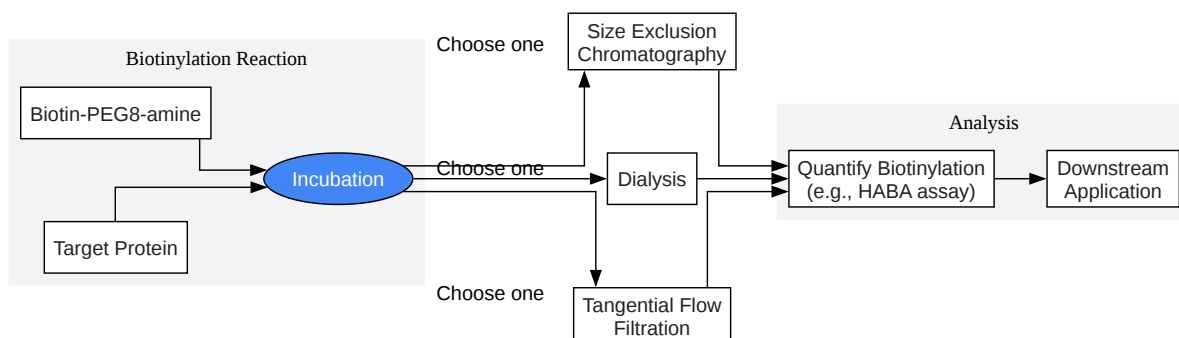 Biotinylation Reaction
Biotin-PEG8-amine
Target Protein
Incubation
Choose one
Size Exclusion
Chromatography
Choose one
Dialysis
Choose one
Tangential Flow
Filtration
Analysis
Quantify Biotinylation
(e.g., HABA assay)
Downstream
Application